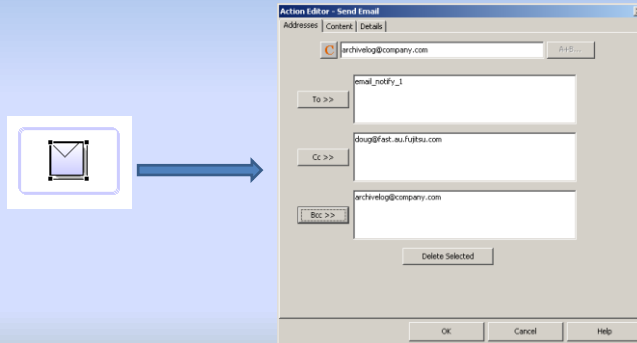 Action Editor - Send Email
Addresses Content Details
C archivelog@company.com A+B...
To >> email_notify_1
Cc >> doug@fast.au.fujitsu.com
Bcc >> archivelog@company.com
Delete Selected
OK Cancel Help